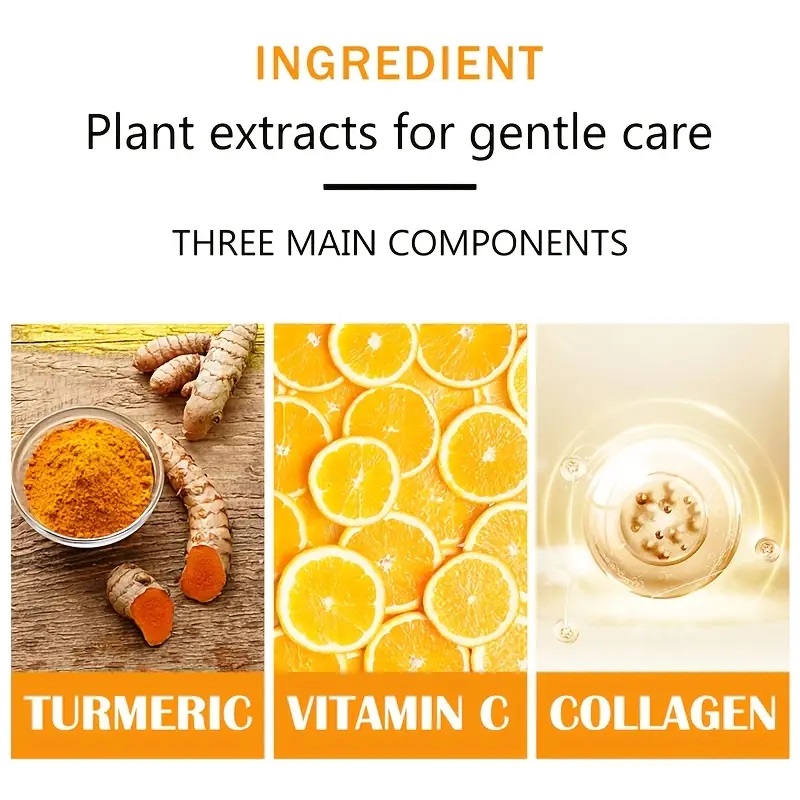 INGREDIENT
Plant extracts for gentle care
THREE MAIN COMPONENTS
TURMERIC
VITAMIN C
COLLAGEN